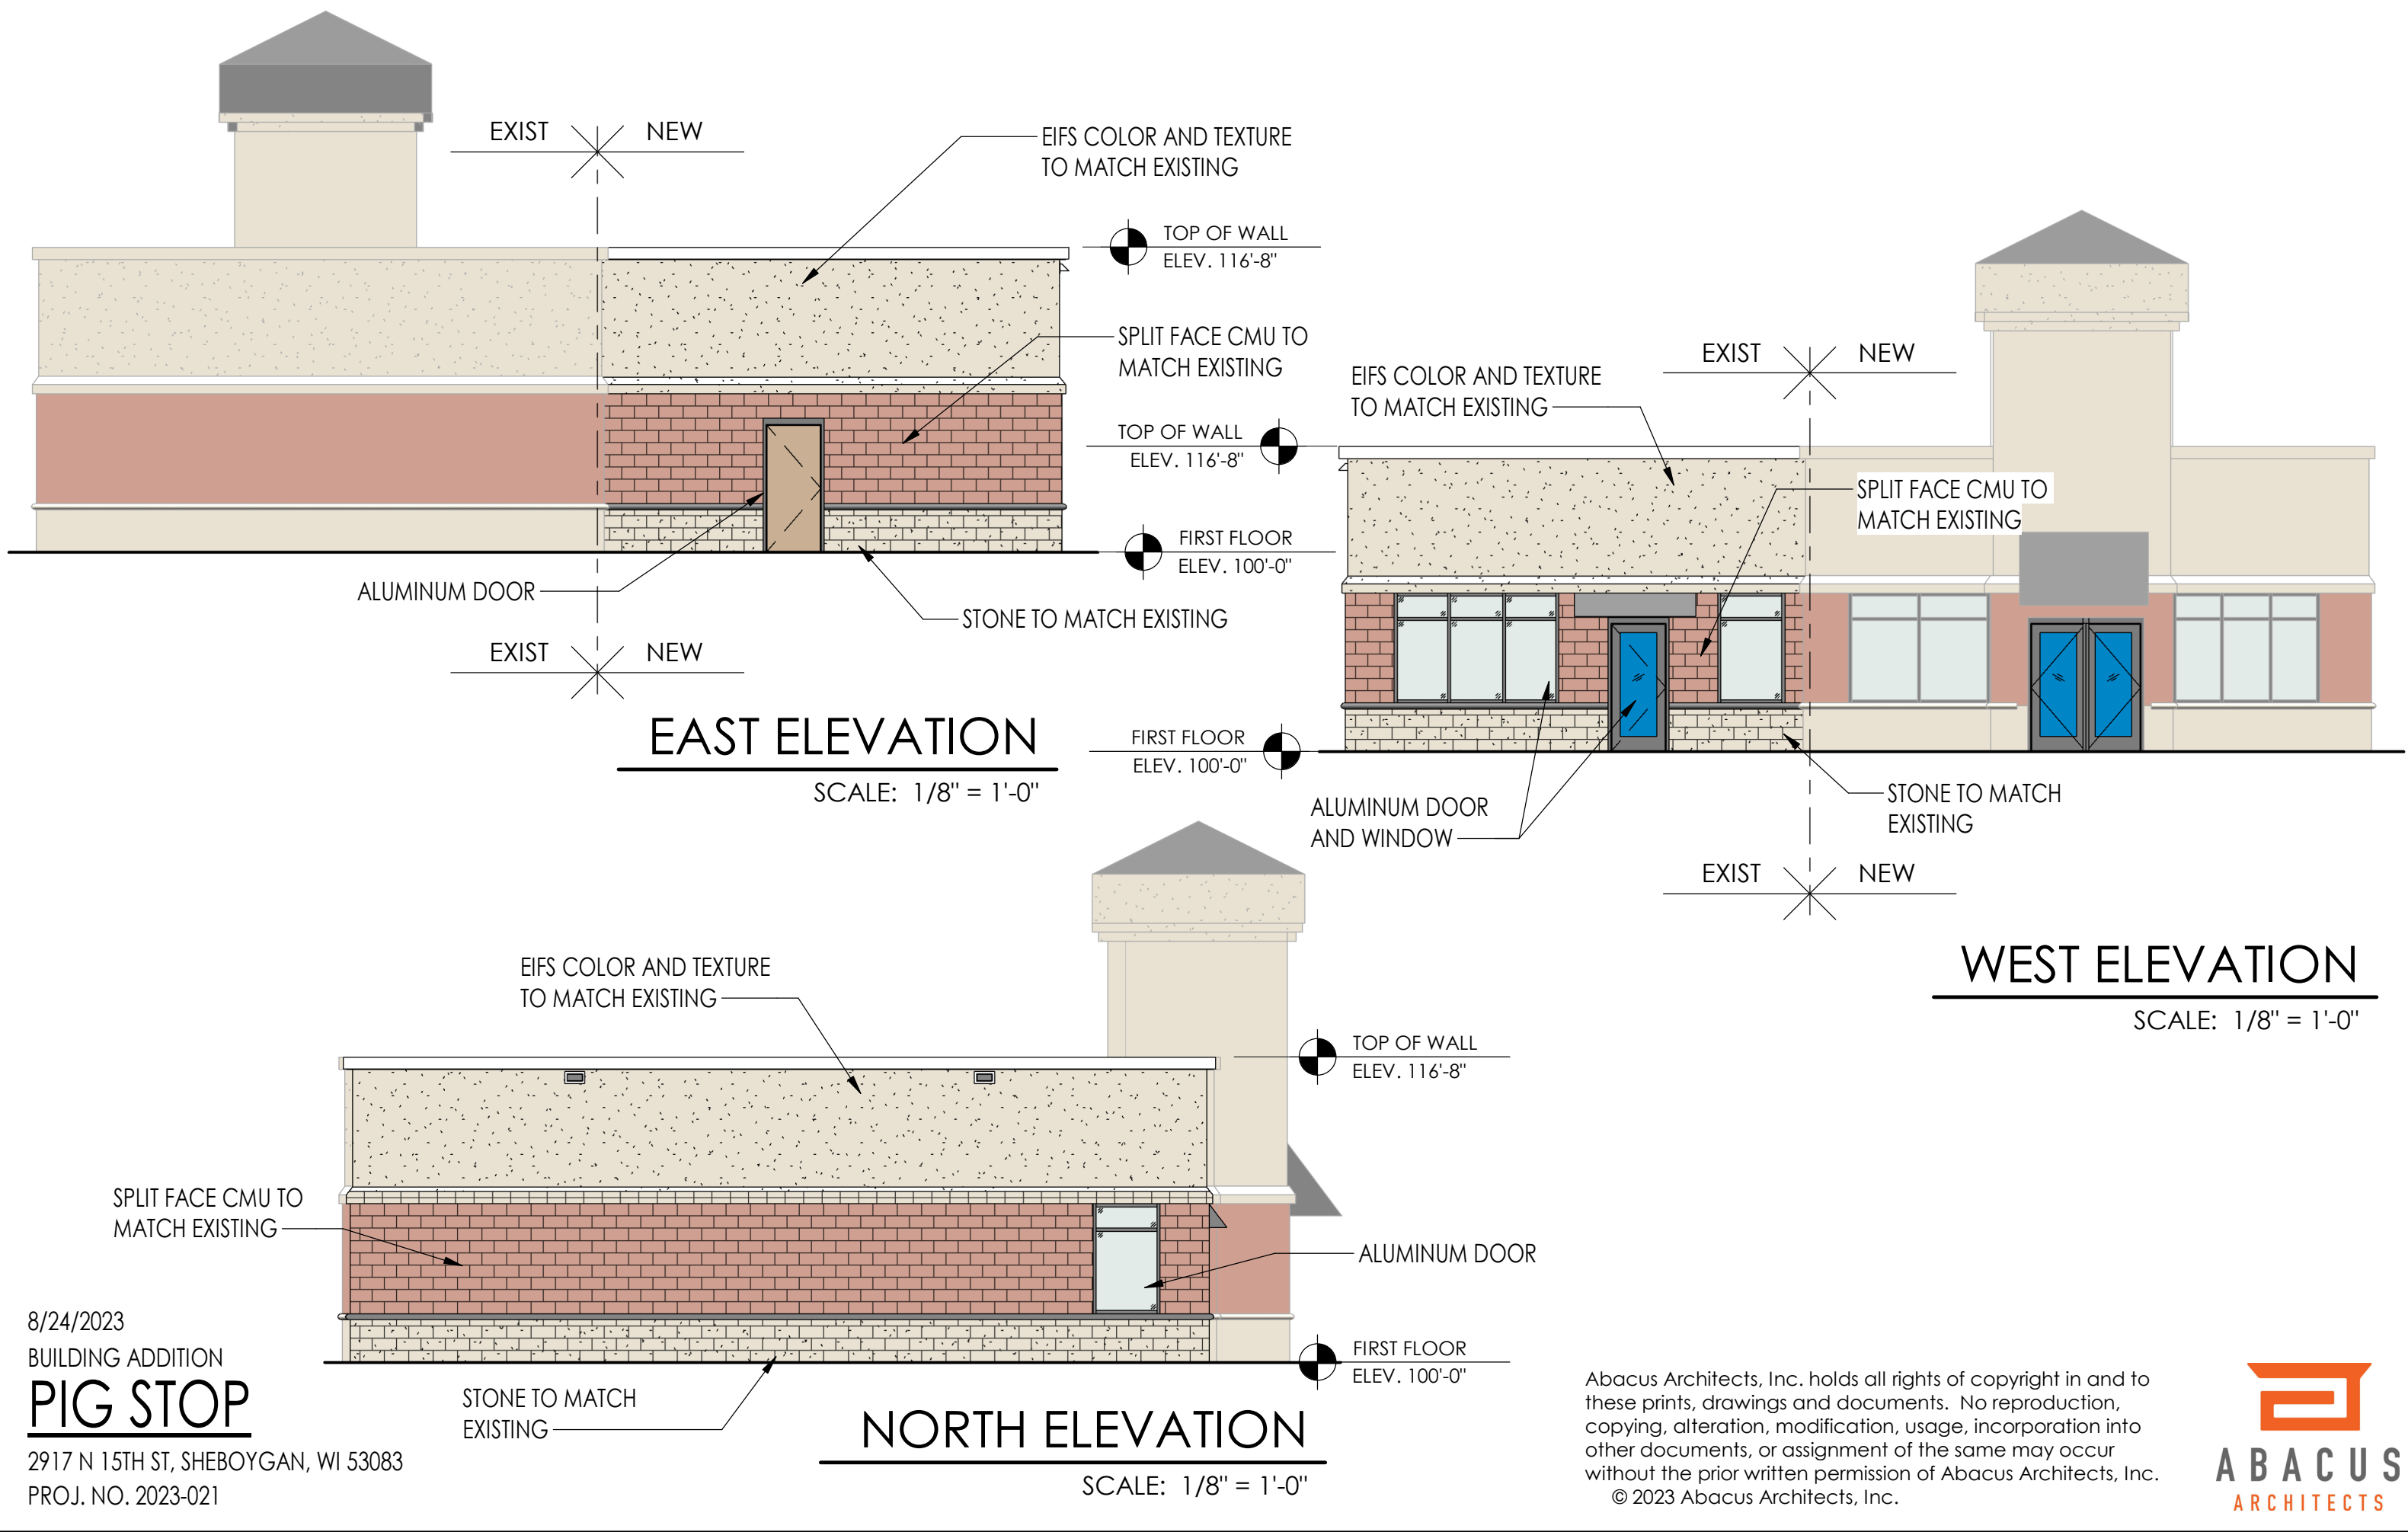 EXIST NEW
EIFS COLOR AND TEXTURE
TO MATCH EXISTING
TOP OF WALL
ELEV. 116'-8"
SPLIT FACE CMU TO
MATCH EXISTING
FIRST FLOOR
ELEV. 100'-0"
ALUMINUM DOOR
STONE TO MATCH EXISTING
EXIST NEW
EAST ELEVATION
SCALE: 1/8" = 1'-0"
EXIST NEW
EIFS COLOR AND TEXTURE
TO MATCH EXISTING
TOP OF WALL
ELEV. 116'-8"
SPLIT FACE CMU TO
MATCH EXISTING
FIRST FLOOR
ELEV. 100'-0"
ALUMINUM DOOR
AND WINDOW
STONE TO MATCH
EXISTING
EXIST NEW
WEST ELEVATION
SCALE: 1/8" = 1'-0"
EIFS COLOR AND TEXTURE
TO MATCH EXISTING
TOP OF WALL
ELEV. 116'-8"
SPLIT FACE CMU TO
MATCH EXISTING
ALUMINUM DOOR
FIRST FLOOR
ELEV. 100'-0"
STONE TO MATCH
EXISTING
NORTH ELEVATION
SCALE: 1/8" = 1'-0"
8/24/2023
BUILDING ADDITION
PIG STOP
2917 N 15TH ST, SHEBOYGAN, WI 53083
PROJ. NO. 2023-021
Abacus Architects, Inc. holds all rights of copyright in and to
these prints, drawings and documents. No reproduction,
copying, alteration, modification, usage, incorporation into
other documents, or assignment of the same may occur
without the prior written permission of Abacus Architects, Inc.
© 2023 Abacus Architects, Inc.
ABACUS
ARCHITECTS